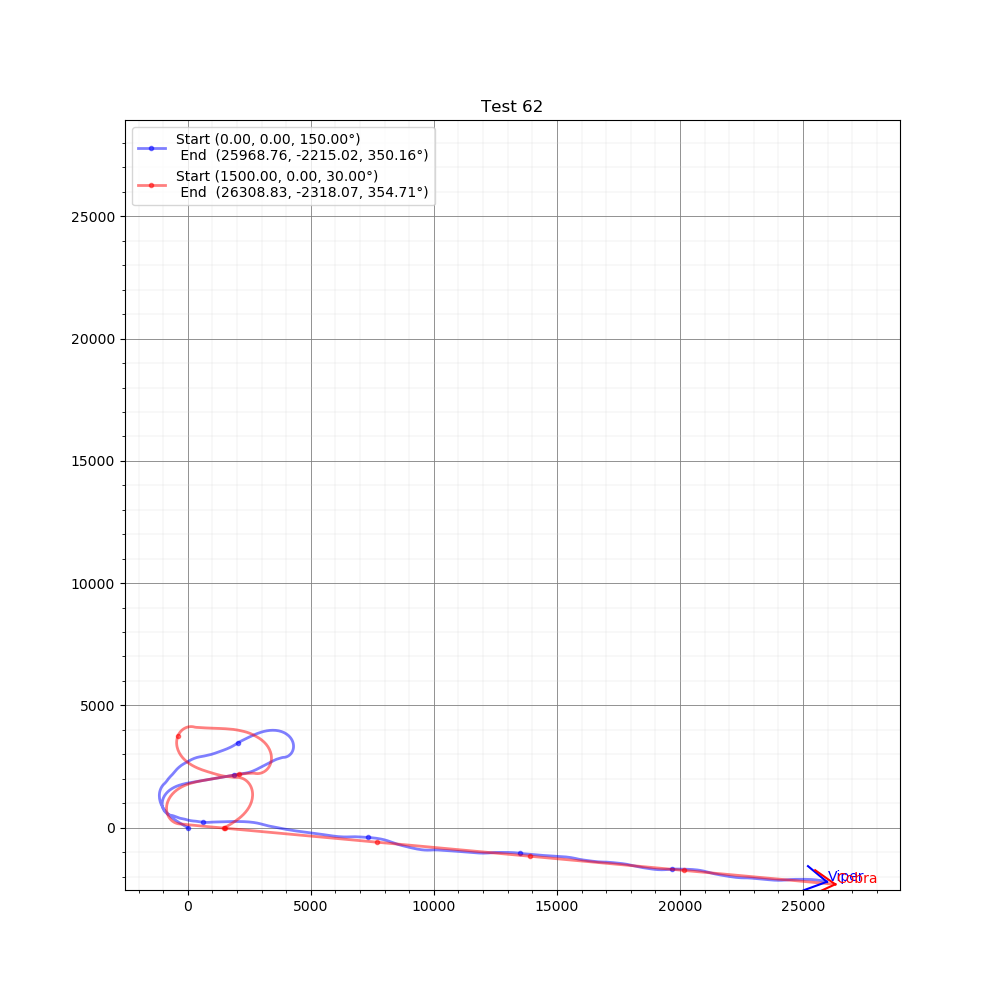 Test 62
Start (0.00, 0.00, 150.00°)
End  (25968.76, -2215.02, 350.16°)
Start (1500.00, 0.00, 30.00°)
End  (26308.83, -2318.07, 354.71°)
25000
20000
15000
10000
5000
0
Viper
Cobra
0
5000
10000
15000
20000
25000